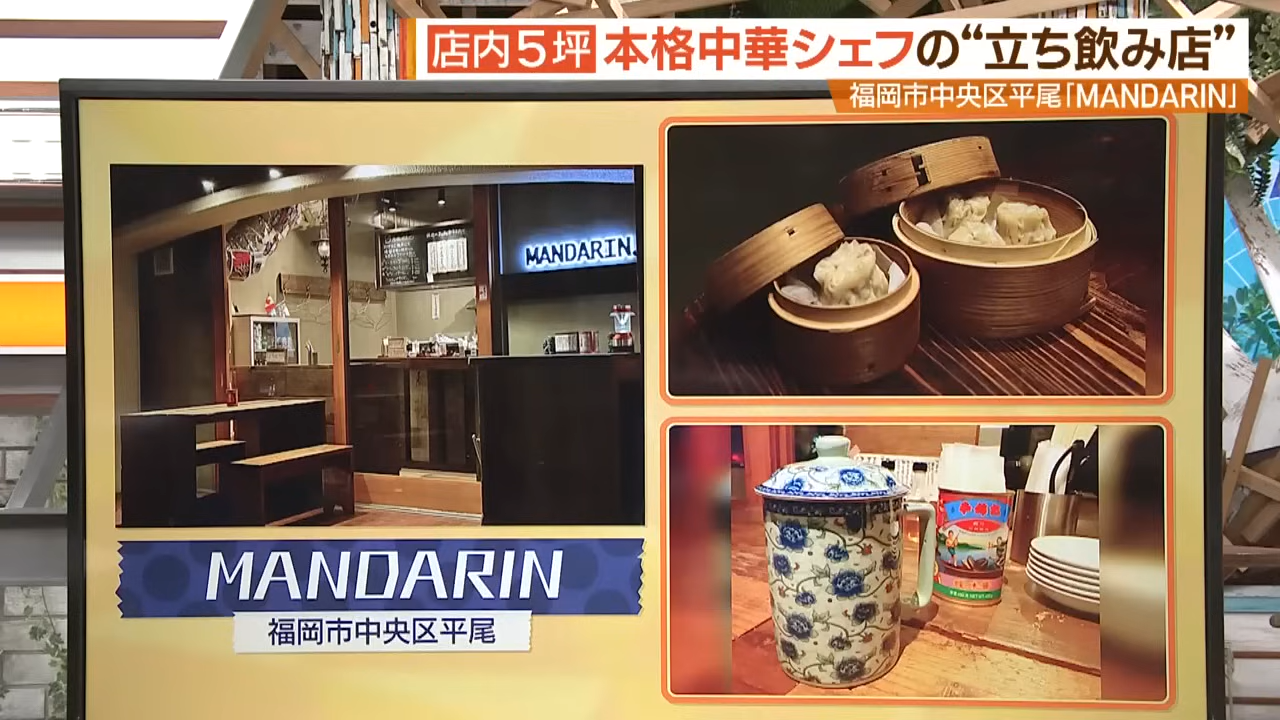 店内5坪 本格中華シェフの“立ち飲み店”
福岡市中央区平尾「MANDARIN」
MANDARIN.
MANDARIN
福岡市中央区平尾